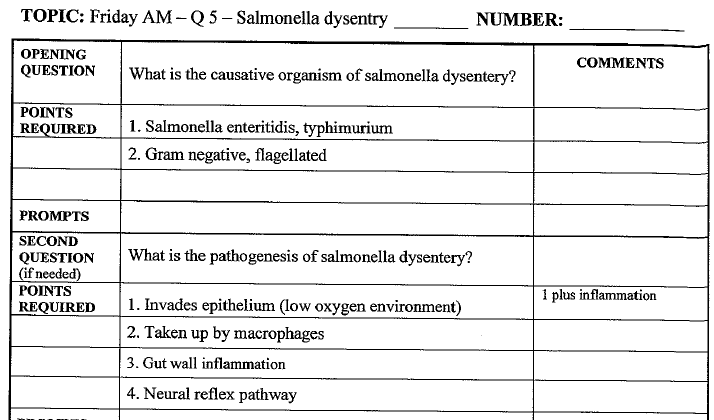 TOPIC: Friday AM – Q 5 – Salmonella dysentry ________ NUMBER: ____________
OPENING QUESTION
What is the causative organism of salmonella dysentery?
COMMENTS
POINTS REQUIRED
1. Salmonella enteritidis, typhimurium
2. Gram negative, flagellated
PROMPTS
SECOND QUESTION (if needed)
What is the pathogenesis of salmonella dysentery?
POINTS REQUIRED
1. Invades epithelium (low oxygen environment)
1 plus inflammation
2. Taken up by macrophages
3. Gut wall inflammation
4. Neural reflex pathway